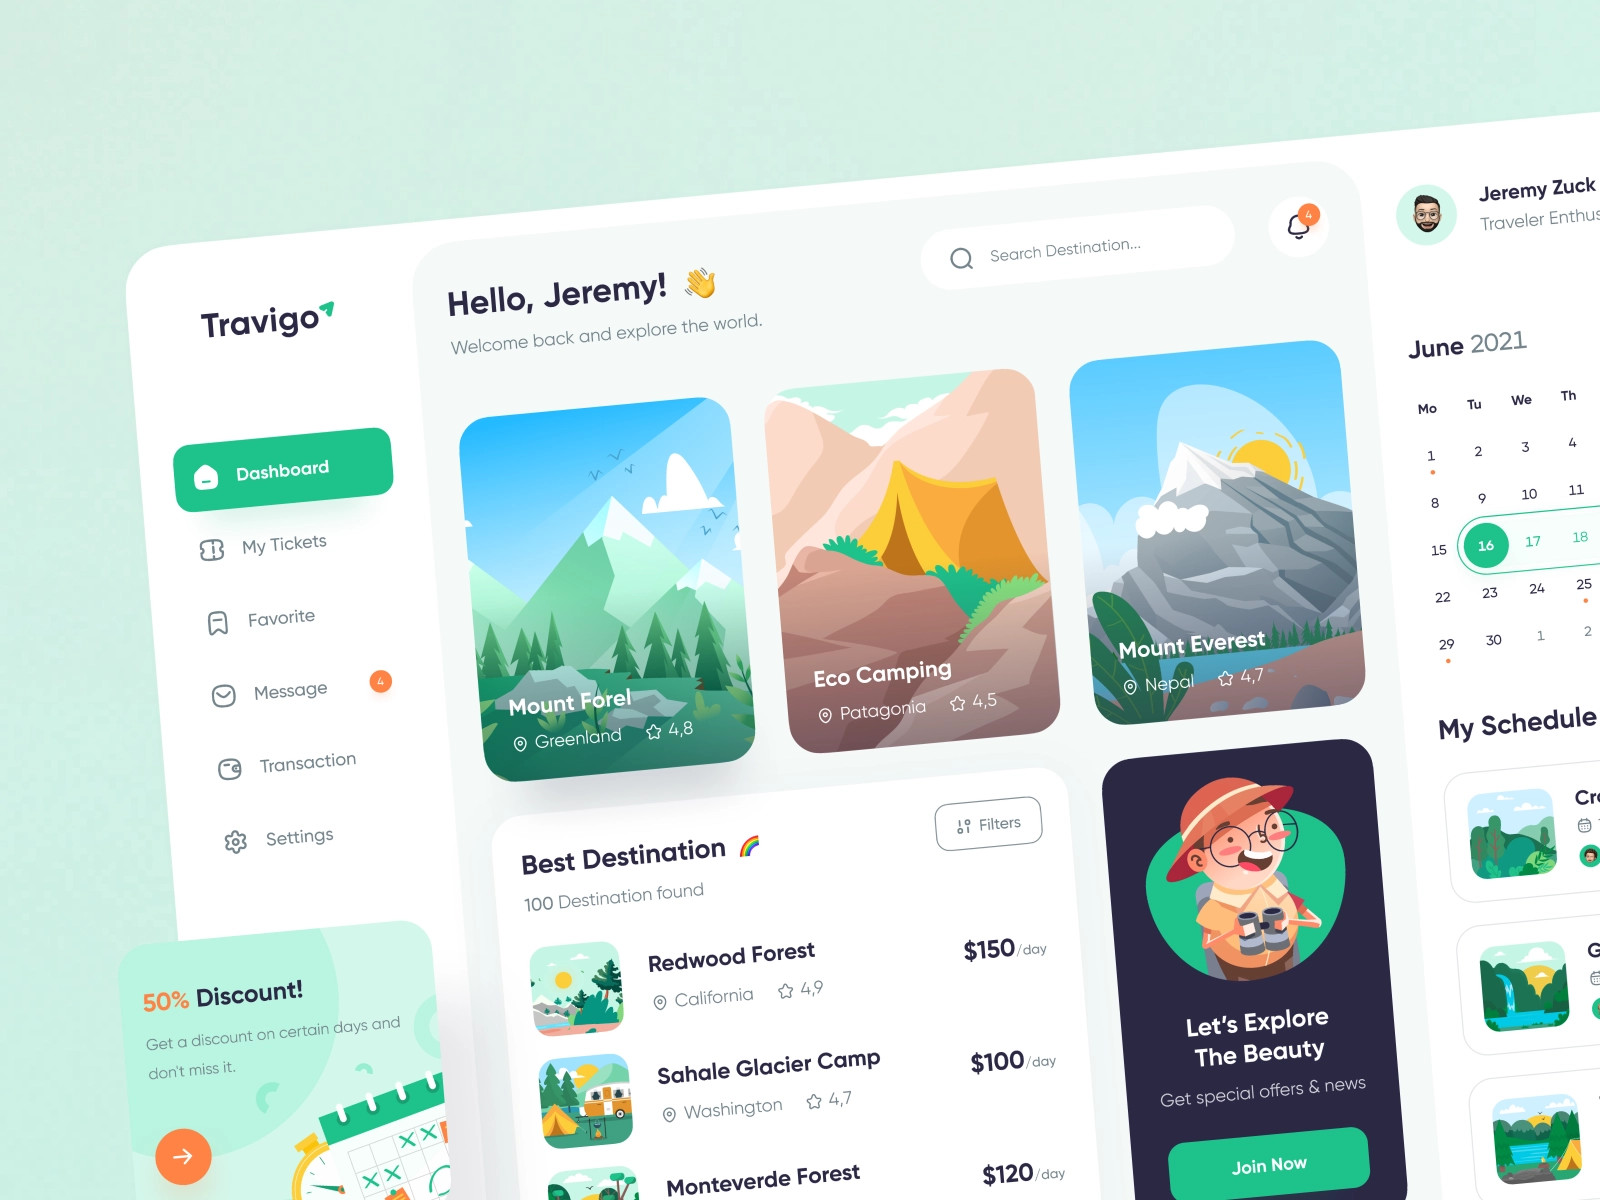 Travigo
Dashboard
My Tickets
Favorite
Message
4
Transaction
Settings
50% Discount!
Get a discount on certain days and
don't miss it.
Hello, Jeremy! 👋
Welcome back and explore the world.
Search Destination...
4
Mount Forel
Greenland 4,8
Eco Camping
Patagonia 4,5
Mount Everest
Nepal 4,7
Best Destination 🌈
100 Destination found
Filters
Redwood Forest
California 4,9
$150/day
Sahale Glacier Camp
Washington 4,7
$100/day
Monteverde Forest
$120/day
Let's Explore
The Beauty
Get special offers & news
Join Now
Jeremy Zuck
Traveler Enthus
June 2021
Mo Tu We Th
1 2 3 4
8 9 10 11
15 16 17 18
22 23 24 25
29 30 1 2
My Schedule